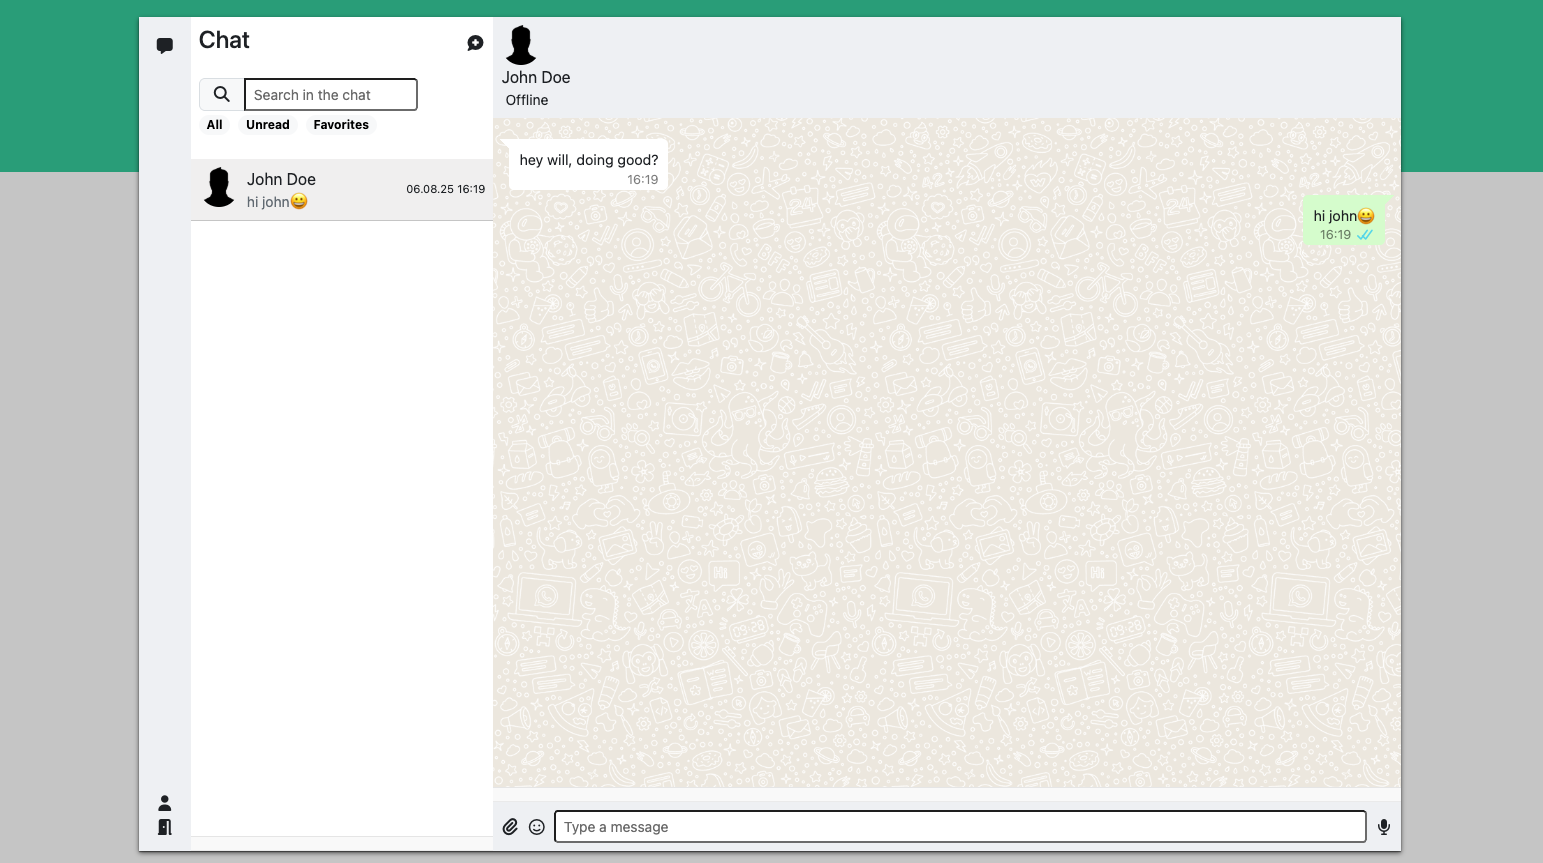 Chat
Search in the chat
All Unread Favorites
John Doe
06.08.25 16:19
hi john😀
John Doe
Offline
hey will, doing good?
16:19
hi john😀
16:19
Type a message